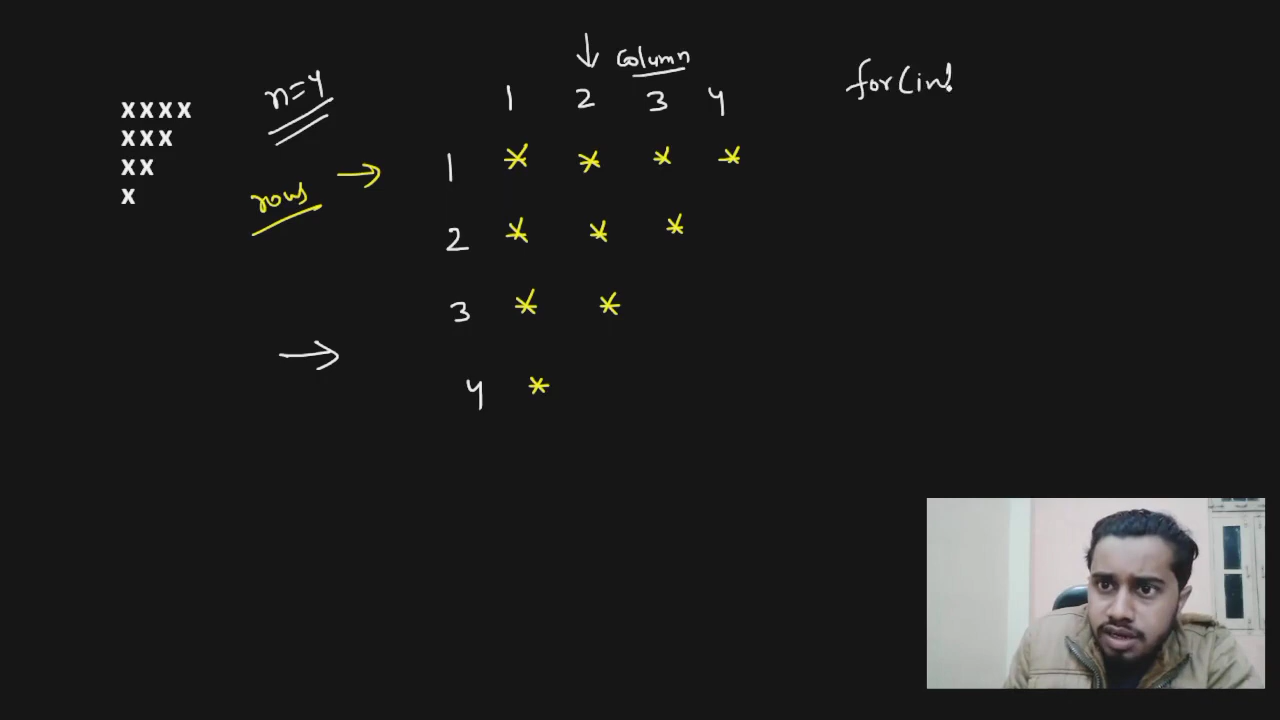 XXXX
XXX
XX
X
n=4
rows →
→
↓ Column
1 2 3 4
1 * * * *
2 * * *
3 * *
4 *
for(int